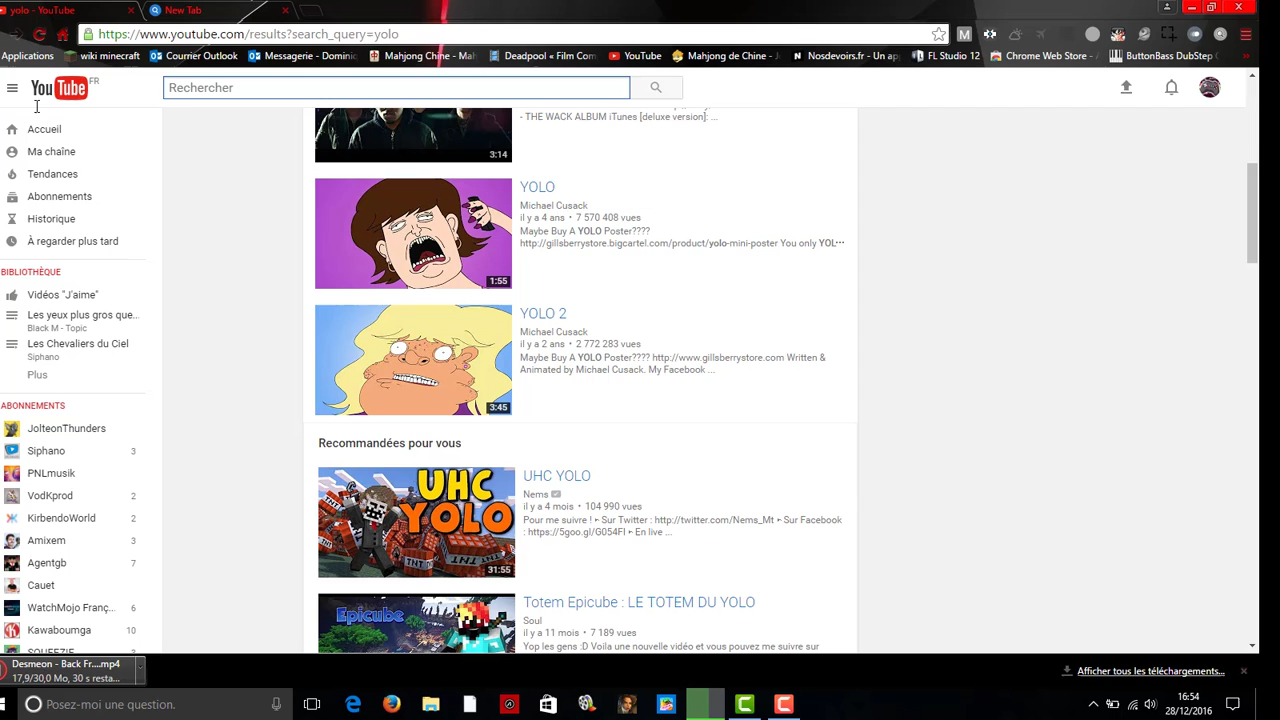 yolo - YouTube
New Tab
https://www.youtube.com/results?search_query=yolo
Applications
wiki minecraft
Courrier Outlook
Messagerie - Dominic...
Mahjong Chine - Ma...
Deadpool « Film Com...
YouTube
Mahjong de Chine - J...
Nosdevoirs.fr - Un ap...
FL Studio 12
Chrome Web Store -
ButtonBass DubStep C
YouTube FR
Rechercher
Accueil
Ma chaîne
Tendances
Abonnements
Historique
À regarder plus tard
BIBLIOTHÈQUE
Vidéos "J'aime"
Les yeux plus gros que...
Black M - Topic
Les Chevaliers du Ciel
Siphano
Plus
ABONNEMENTS
JolteonThunders
Siphano 3
PNLmusik
VodKprod 2
KirbendoWorld 2
Amixem 3
Agentgb 7
Cauet
WatchMojo Franç... 6
Kawaboumga 10
SQUEEZIE 3
- THE WACK ALBUM iTunes [deluxe version]: ...
3:14
YOLO
Michael Cusack
il y a 4 ans • 7 570 408 vues
Maybe Buy A YOLO Poster????
http://gillsberrystore.bigcartel.com/product/yolo-mini-poster You only YOL...
1:55
YOLO 2
Michael Cusack
il y a 2 ans • 2 772 283 vues
Maybe Buy A YOLO Poster???? http://www.gillsberrystore.com Written &
Animated by Michael Cusack. My Facebook ...
3:45
Recommandées pour vous
UHC YOLO
UHC
YOLO
Nems
il y a 4 mois • 104 990 vues
Pour me suivre ! ► Sur Twitter : http://twitter.com/Nems_Mt ► Sur Facebook
: https://5goo.gl/G054FI ► En live ...
31:55
Totem Epicube : LE TOTEM DU YOLO
Epicube
Soul
il y a 11 mois • 7 189 vues
Yop les gens :D Voila une nouvelle vidéo et vous pouvez me suivre sur
Desmeon - Back Fr....mp4
17,9/30,0 Mo, 30 s resta...
Afficher tous les téléchargements...
Posez-moi une question.
16:54
28/12/2016